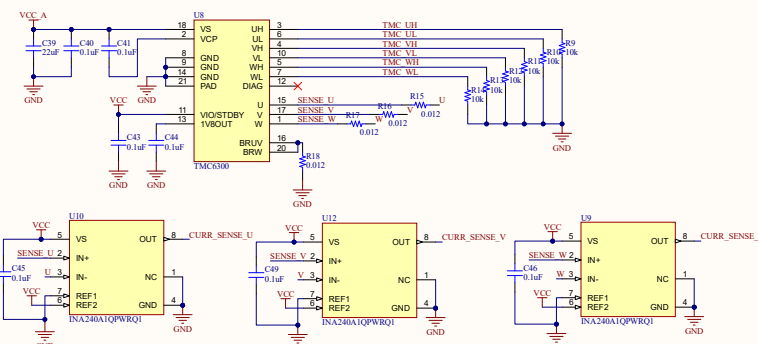 VCC_A
U8
C39
22uF
C40
0.1uF
C41
0.1uF
GND
GND
18 VS
2 VCP
8 GND
9 GND
14 GND
21 PAD
11 VIO/STDBY
13 1V8OUT
UH 3 TMC_UH
UL 6 TMC_UL
VH 4 TMC_VH
VL 10 TMC_VL
WH 5 TMC_WH
WL 7 TMC_WL
DIAG 12
U 15 SENSE_U R15 0.012 U
V 17 SENSE_V R16 0.012 V
W 1 SENSE_W R17 0.012 W
BRUV 16
BRW 20
R18
0.012
GND
TMC6300
R9
10k
R10
10k
R11
10k
R12
10k
R13
10k
R14
10k
GND
VCC
C43
0.1uF
C44
0.1uF
GND
GND
U10
VCC
5 VS
SENSE_U 2 IN+
U 3 IN-
VCC
7 REF1
6 REF2
OUT 8 CURR_SENSE_U
NC 1
GND 4
GND
C45
0.1uF
INA240A1QPWRQ1
GND
U12
VCC
5 VS
SENSE_V 2 IN+
V 3 IN-
VCC
7 REF1
6 REF2
OUT 8 CURR_SENSE_V
NC 1
GND 4
GND
C49
0.1uF
INA240A1QPWRQ1
U9
VCC
5 VS
SENSE_W 2 IN+
W 3 IN-
VCC
7 REF1
6 REF2
OUT 8 CURR_SENSE_
NC 1
GND 4
GND
C46
0.1uF
INA240A1QPWRQ1